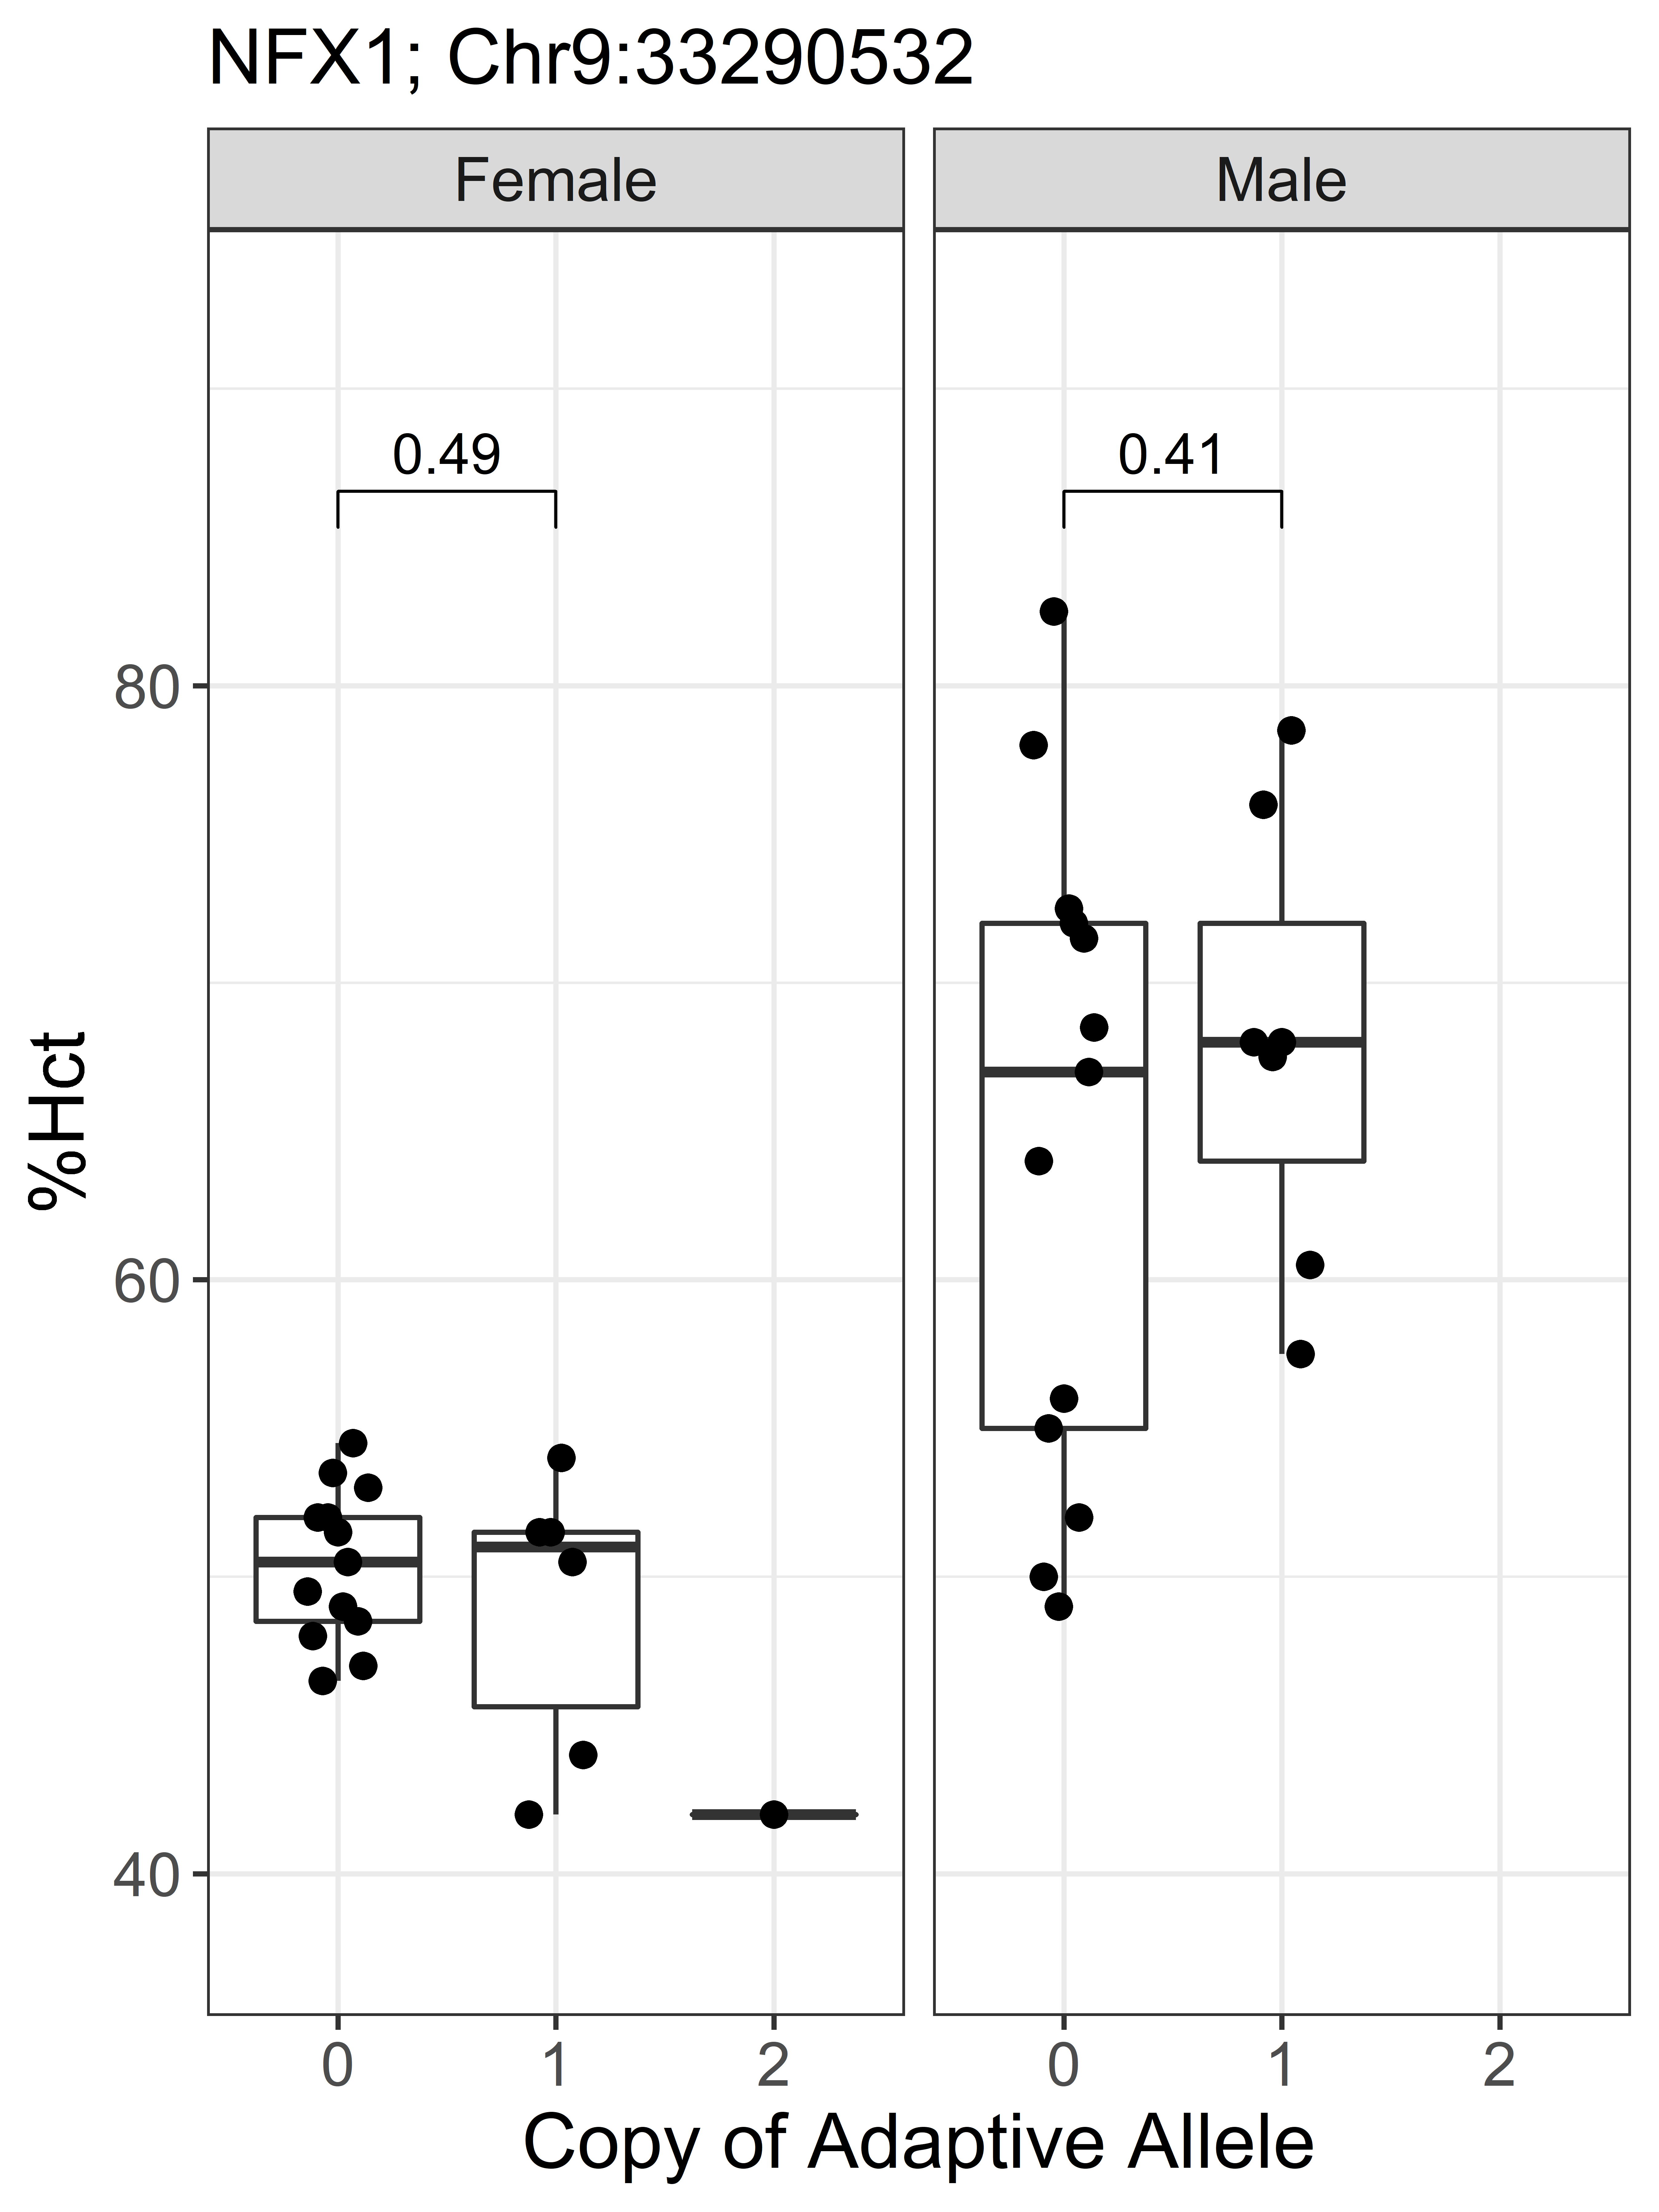 NFX1; Chr9:33290532
Female Male
0.49 0.41
80
60
40
%Hct
0 1 2 0 1 2
Copy of Adaptive Allele